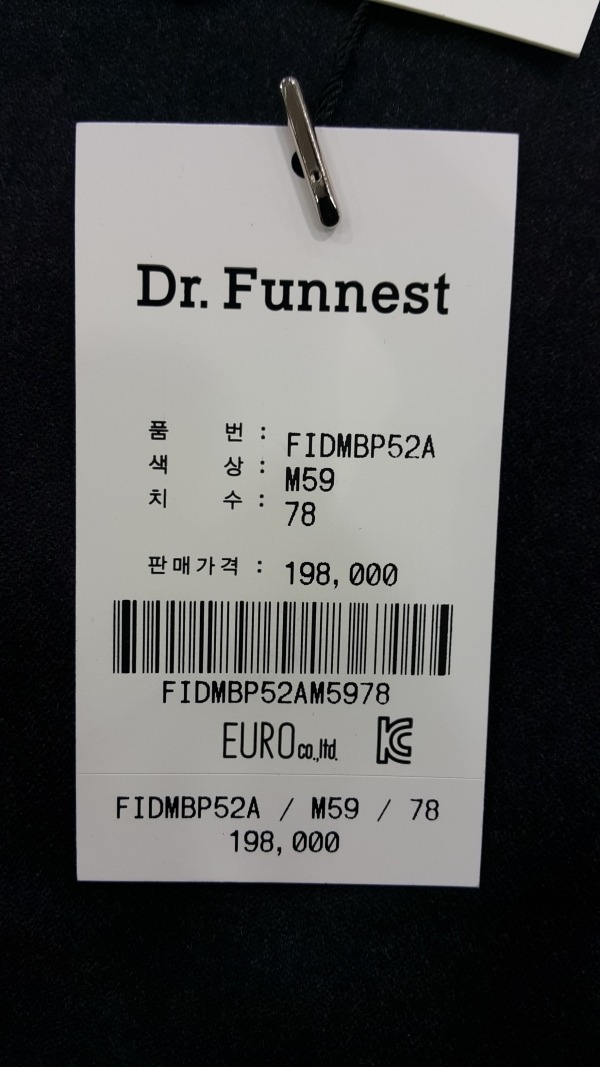 Dr. Funnest
품 번 : FIDMBP52A
색 상 : M59
치 수 : 78
판매가격 : 198,000
FIDMBP52AM5978
EURO co.,ltd.
FIDMBP52A / M59 / 78
198,000